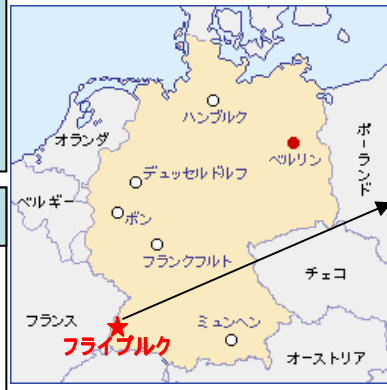 ハンブルク
オランダ
ベルリン
ポーランド
デュッセルドルフ
ベルギー
ボン
フランクフルト
チェコ
フランス
ミュンヘン
フライブルク
オーストリア